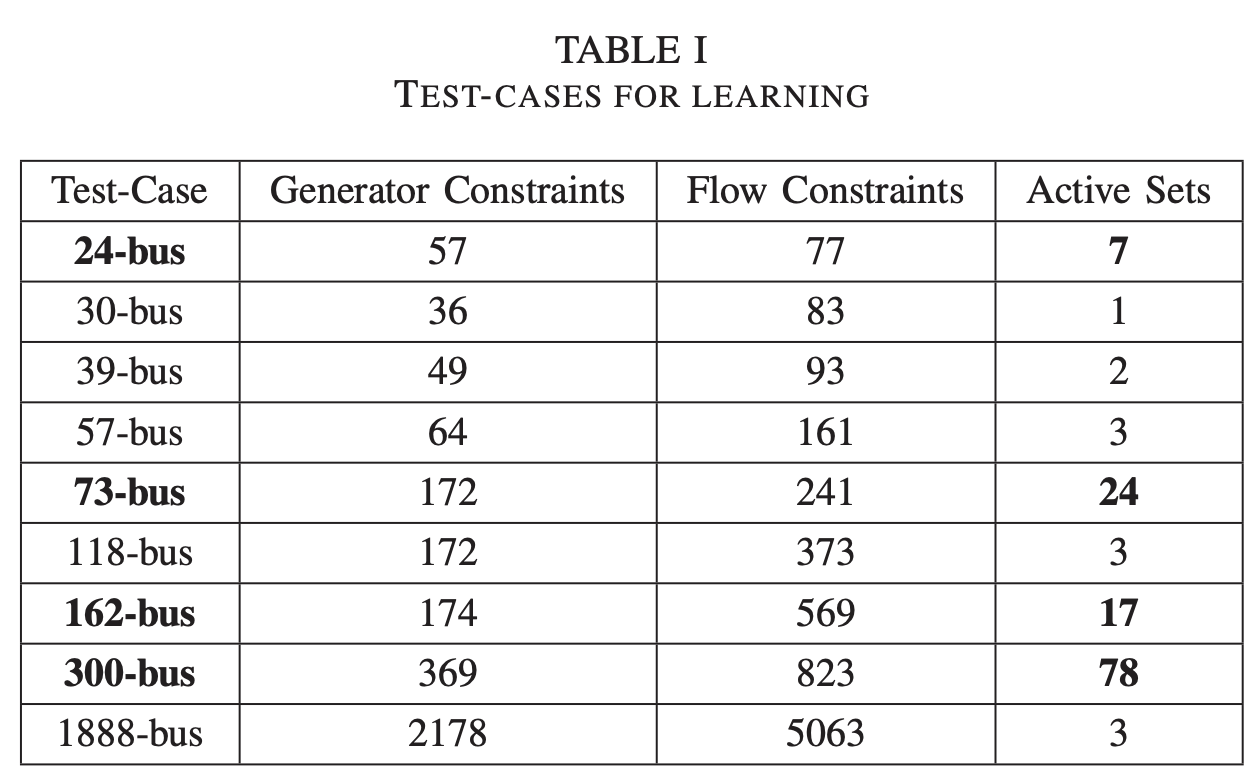 TABLE I
TEST-CASES FOR LEARNING
Test-Case Generator Constraints Flow Constraints Active Sets
24-bus 57 77 7
30-bus 36 83 1
39-bus 49 93 2
57-bus 64 161 3
73-bus 172 241 24
118-bus 172 373 3
162-bus 174 569 17
300-bus 369 823 78
1888-bus 2178 5063 3